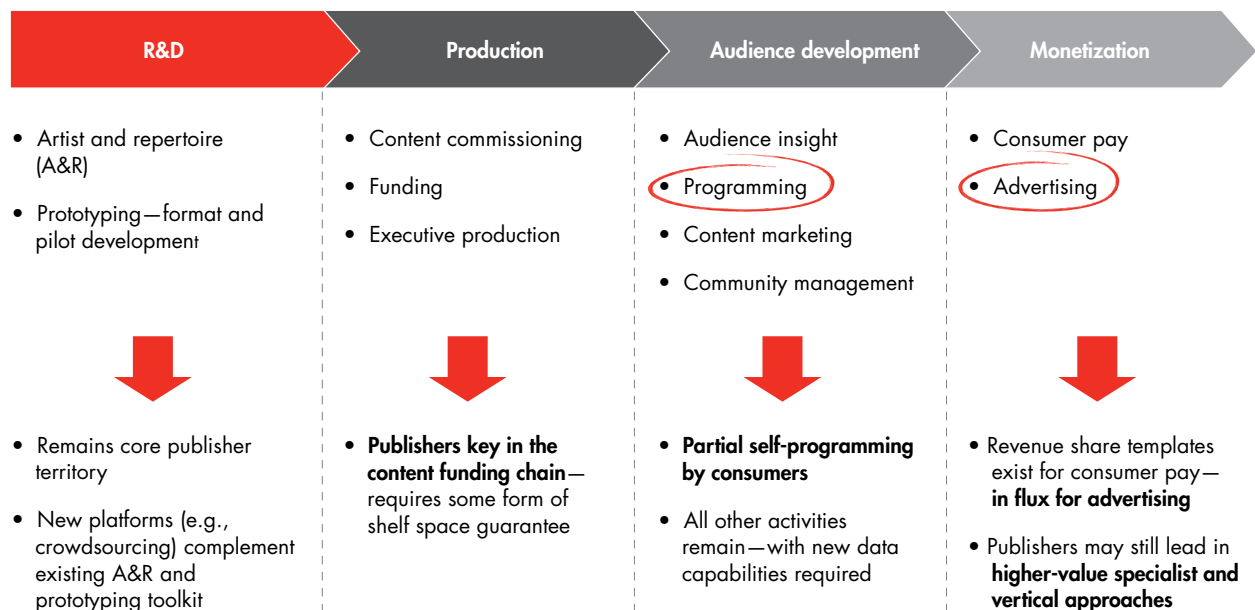 R&D
Production
Audience development
Monetization
• Artist and repertoire
(A&R)
• Prototyping—format and
pilot development
• Content commissioning
• Funding
• Executive production
• Audience insight
• Programming
• Content marketing
• Community management
• Consumer pay
• Advertising
• Remains core publisher
territory
• New platforms (e.g.,
crowdsourcing) complement
existing A&R and
prototyping toolkit
• Publishers key in the
content funding chain—
requires some form of
shelf space guarantee
• Partial self-programming
by consumers
• All other activities
remain—with new data
capabilities required
• Revenue share templates
exist for consumer pay—
in flux for advertising
• Publishers may still lead in
higher-value specialist and
vertical approaches